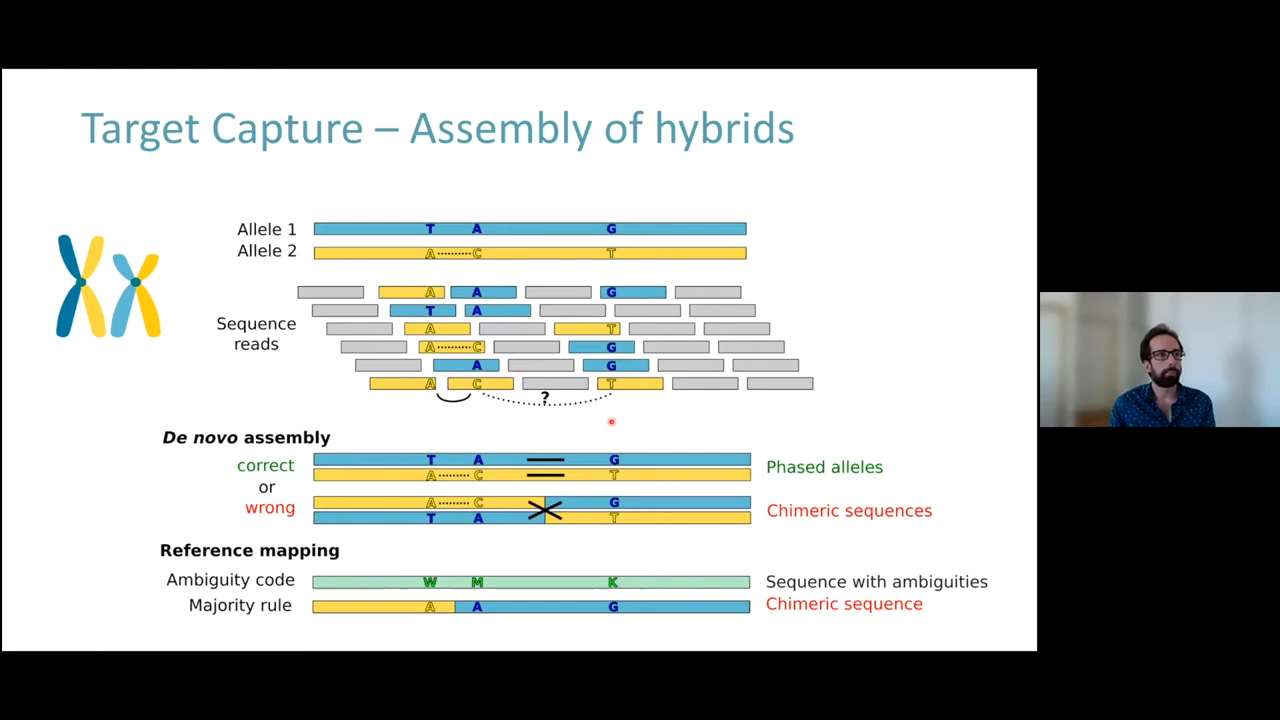 Target Capture – Assembly of hybrids
Allele 1
T A G
Allele 2
A C T
Sequence
reads
A A G
T A
A T
A C G
A G
A C T
?
De novo assembly
correct
or
wrong
T A G
A C T
Phased alleles
A C G
T A T
Chimeric sequences
Reference mapping
Ambiguity code
W M K
Sequence with ambiguities
Majority rule
A A G
Chimeric sequence